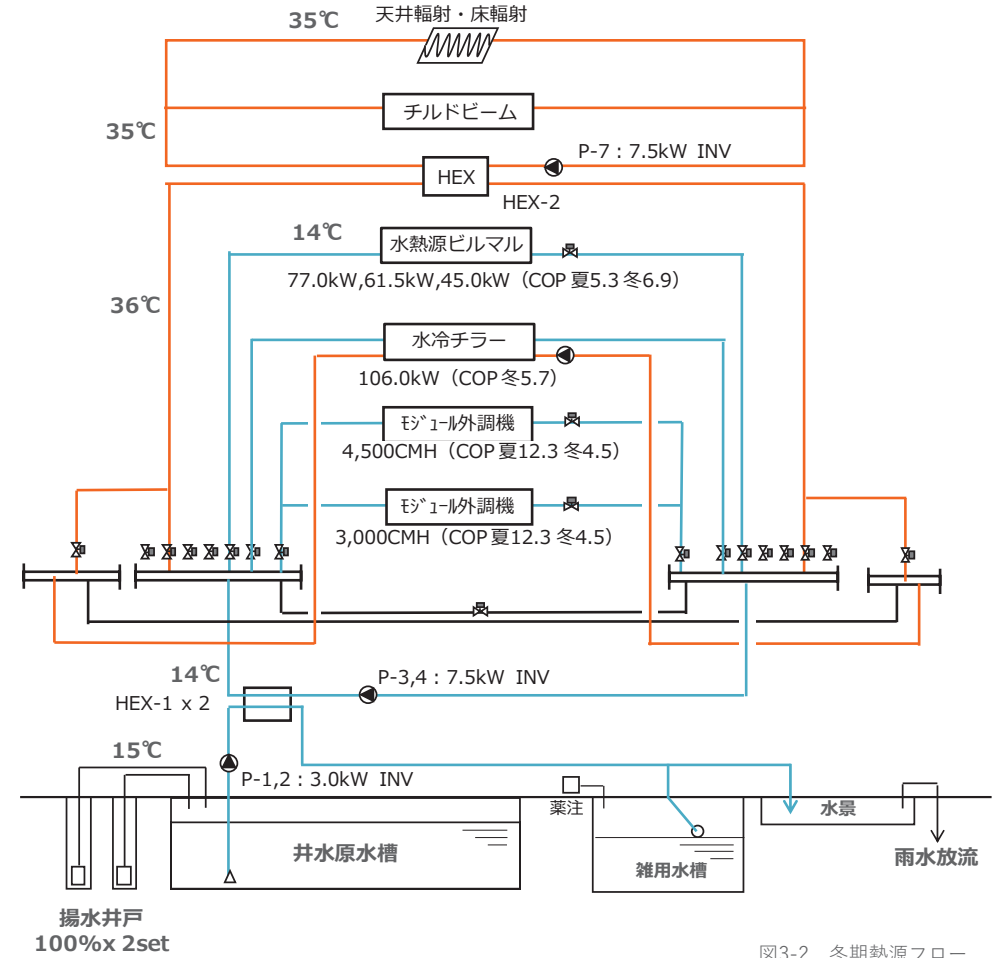 35℃
天井輻射・床輻射
チルドビーム
35℃
P-7：7.5kW INV
HEX
HEX-2
14℃
水熱源ビルマル
77.0kW,61.5kW,45.0kW（COP 夏5.3 冬6.9）
36℃
水冷チラー
106.0kW（COP 冬5.7）
ﾓｼﾞｭｰﾙ外調機
4,500CMH（COP 夏12.3 冬4.5）
ﾓｼﾞｭｰﾙ外調機
3,000CMH（COP 夏12.3 冬4.5）
14℃
P-3,4：7.5kW INV
HEX-1 x 2
15℃
P-1,2：3.0kW INV
薬注
水景
井水原水槽
雑用水槽
雨水放流
揚水井戸
100%x 2set
図3-2 冬期熱源フロー